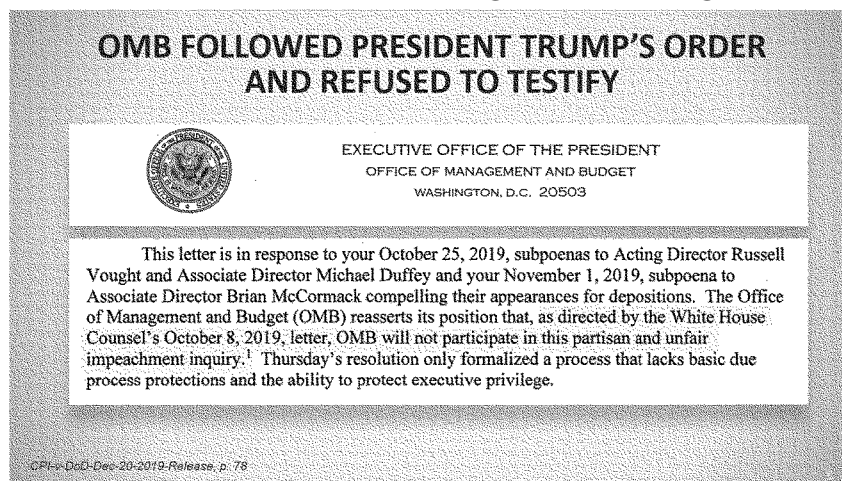 OMB FOLLOWED PRESIDENT TRUMP'S ORDER
AND REFUSED TO TESTIFY
EXECUTIVE OFFICE OF THE PRESIDENT
OFFICE OF MANAGEMENT AND BUDGET
WASHINGTON, D.C. 20503
This letter is in response to your October 25, 2019, subpoenas to Acting Director Russell
Vought and Associate Director Michael Duffey and your November 1, 2019, subpoena to
Associate Director Brian McCormack compelling their appearances for depositions. The Office
of Management and Budget (OMB) reasserts its position that, as directed by the White House
Counsel's October 8, 2019, letter, OMB will not participate in this partisan and unfair
impeachment inquiry.¹ Thursday's resolution only formalized a process that lacks basic due
process protections and the ability to protect executive privilege.
CPI-v-DoD-Dec-20-2019-Release, p. 78